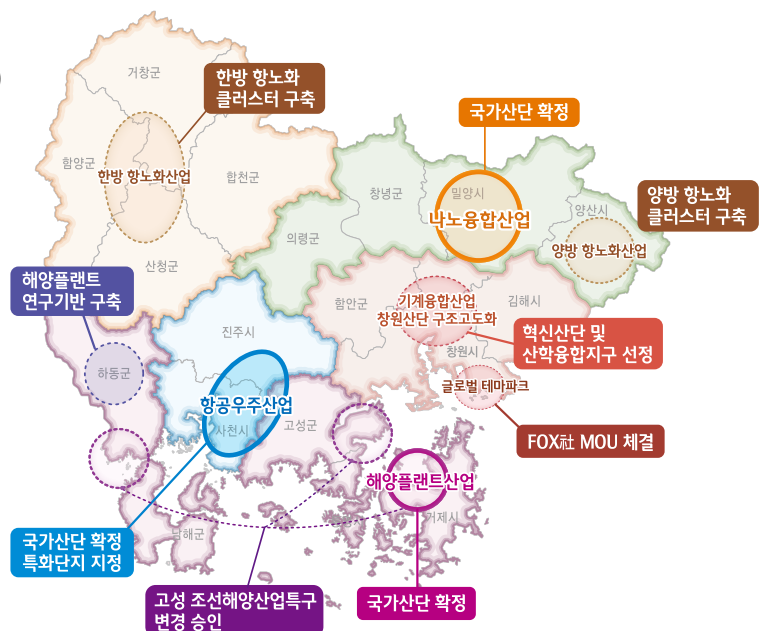 거창군
한방 항노화
클러스터 구축
국가산단 확정
함양군
한방 항노화산업
합천군
창녕군
밀양시
나노융합산업
양산시
양방 항노화
클러스터 구축
양방 항노화산업
의령군
산청군
해양플랜트
연구기반 구축
함안군
기계융합산업
창원산단 구조고도화
김해시
진주시
혁신산단 및
산학융합지구 선정
창원시
하동군
글로벌 테마파크
항공우주산업
사천시
고성군
FOX社 MOU 체결
해양플랜트산업
거제시
남해군
국가산단 확정
특화단지 지정
고성 조선해양산업특구
변경 승인
국가산단 확정